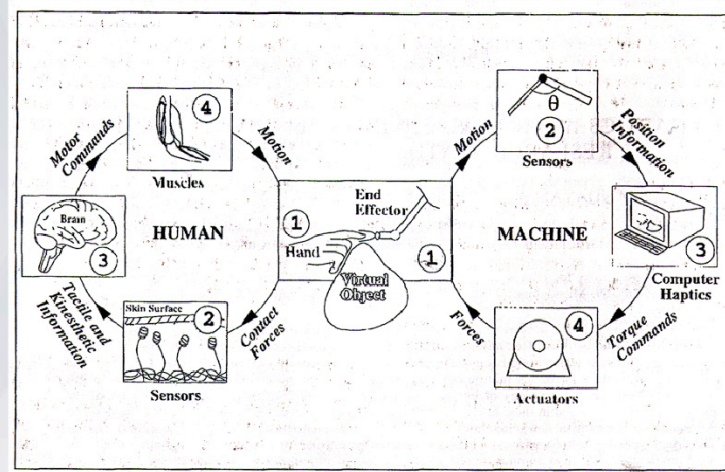 4
Muscles
Motor
Commands
Motion
Brain
3
HUMAN
1
Hand
End
Effector
1
Virtual
Object
Tactile and
Kinesthetic
Information
Skin Surface
2
Sensors
Contact
Forces
Motion
θ
2
Sensors
Position
Information
MACHINE
3
Computer
Haptics
Forces
4
Actuators
Torque
Commands